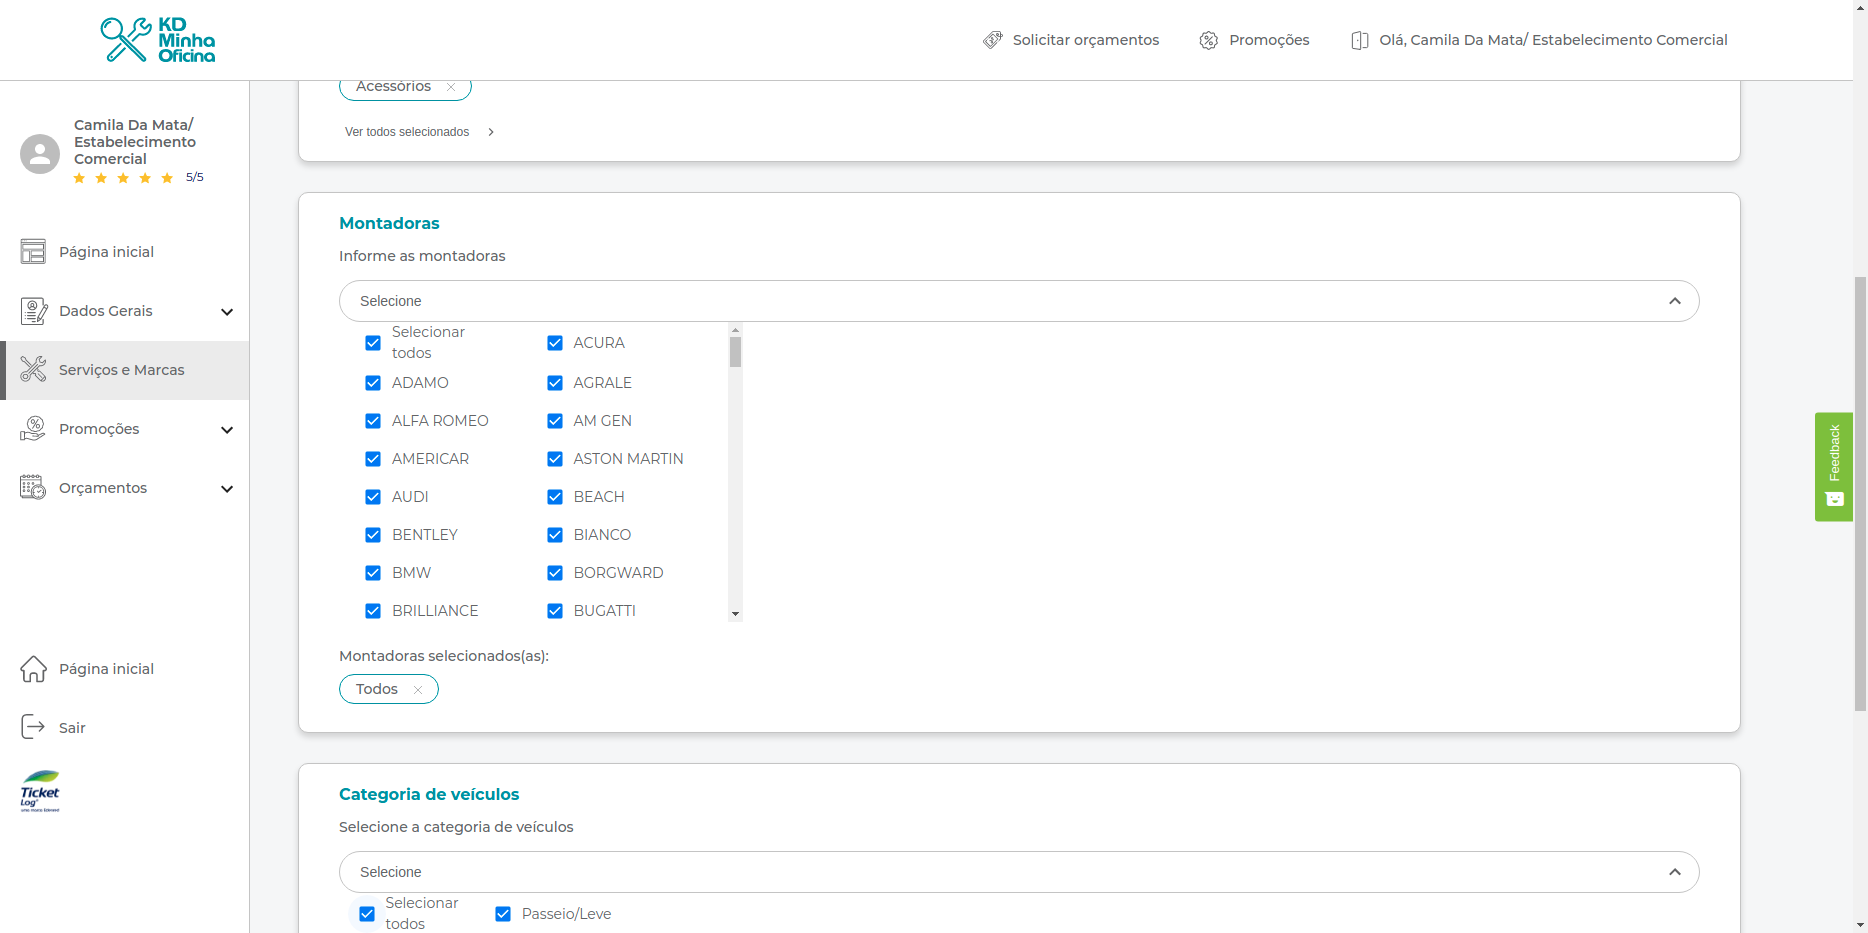 KD
Minha
Oficina
Solicitar orçamentos
Promoções
Olá, Camila Da Mata/ Estabelecimento Comercial
Camila Da Mata/
Estabelecimento
Comercial
5/5
Página inicial
Dados Gerais
Serviços e Marcas
Promoções
Orçamentos
Página inicial
Sair
Ticket
Log
Acessórios
Ver todos selecionados
Montadoras
Informe as montadoras
Selecione
Selecionar
todos
ACURA
ADAMO
AGRALE
ALFA ROMEO
AM GEN
AMERICAR
ASTON MARTIN
AUDI
BEACH
BENTLEY
BIANCO
BMW
BORGWARD
BRILLIANCE
BUGATTI
Montadoras selecionados(as):
Todos
Categoria de veículos
Selecione a categoria de veículos
Selecione
Selecionar
todos
Passeio/Leve
Feedback